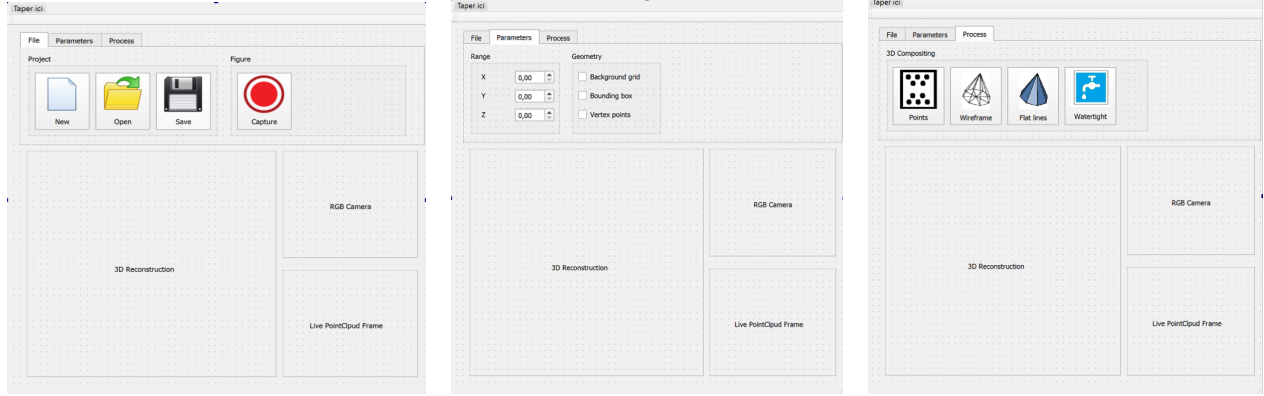 Taper ici
File Parameters Process
Project Figure
New Open Save Capture
RGB Camera
3D Reconstruction
Live PointClpud Frame
Taper ici
File Parameters Process
Range Geometry
X 0,00 Background grid
Y 0,00 Bounding box
Z 0,00 Vertex points
RGB Camera
3D Reconstruction
Live PointClpud Frame
Taper ici
File Parameters Process
3D Compositing
Points Wireframe Flat lines Watertight
RGB Camera
3D Reconstruction
Live PointClpud Frame